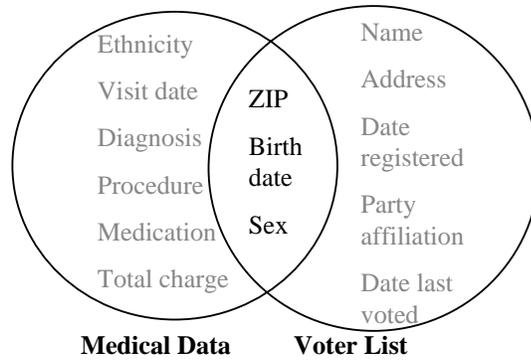 Ethnicity
Visit date
Diagnosis
Procedure
Medication
Total charge
ZIP
Birth
date
Sex
Name
Address
Date
registered
Party
affiliation
Date last
voted
Medical Data
Voter List